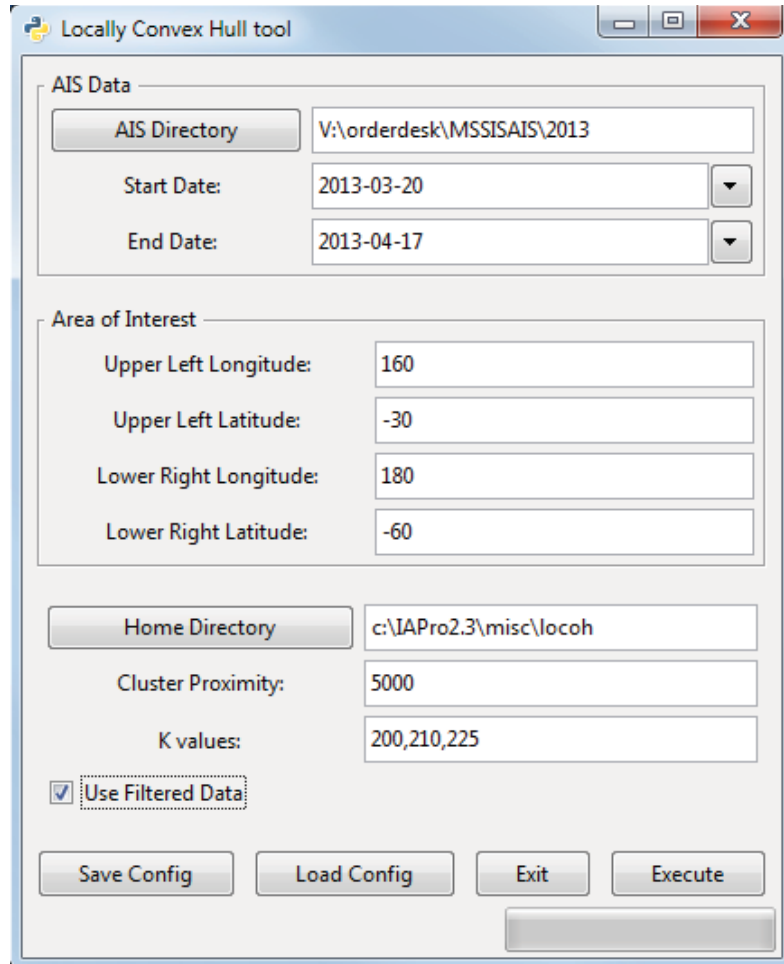 Locally Convex Hull tool
AIS Data
AIS Directory V:\orderdesk\MSSISAIS\2013
Start Date: 2013-03-20
End Date: 2013-04-17
Area of Interest
Upper Left Longitude: 160
Upper Left Latitude: -30
Lower Right Longitude: 180
Lower Right Latitude: -60
Home Directory c:\IAPro2.3\misc\locoh
Cluster Proximity: 5000
K values: 200,210,225
Use Filtered Data
Save Config Load Config Exit Execute